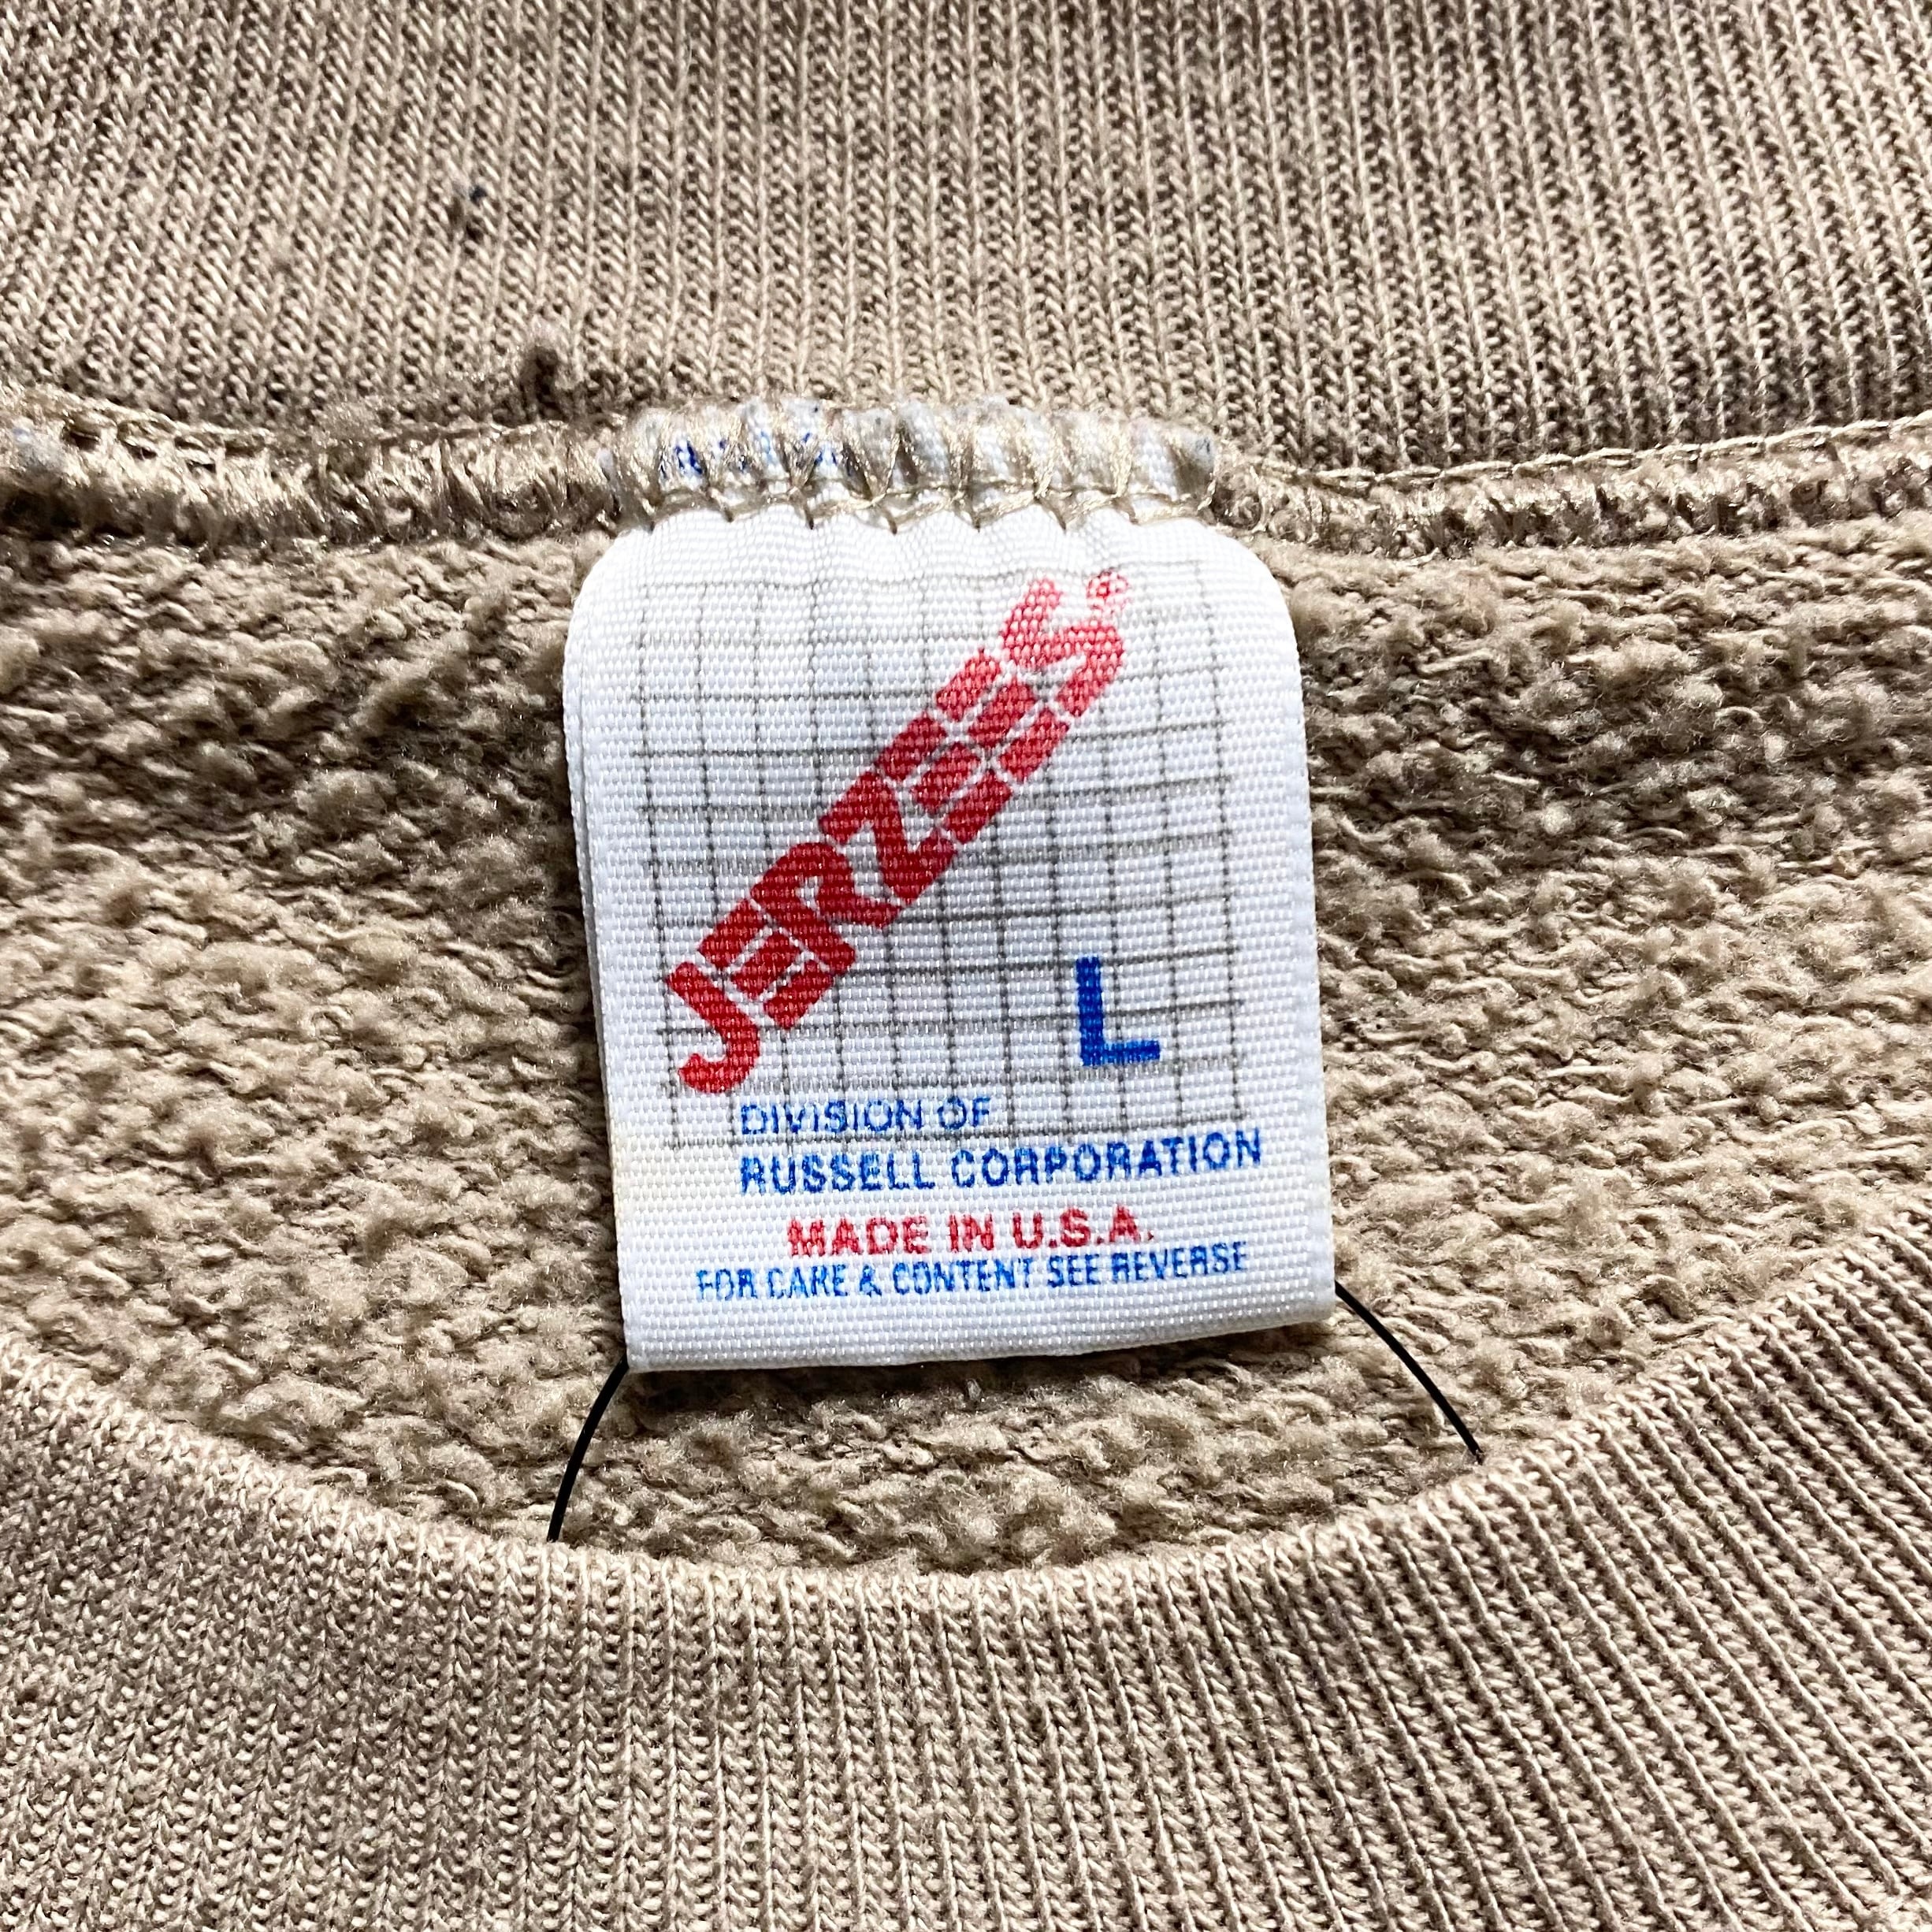 JERZEES®
L
DIVISION OF
RUSSELL CORPORATION
MADE IN U.S.A.
FOR CARE & CONTENT SEE REVERSE